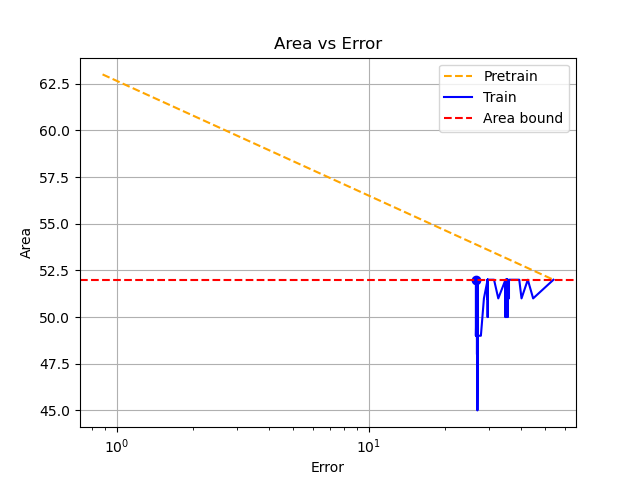 Area vs Error
Area
62.5
60.0
57.5
55.0
52.5
50.0
47.5
45.0
Pretrain
Train
Area bound
10⁰
10¹
Error